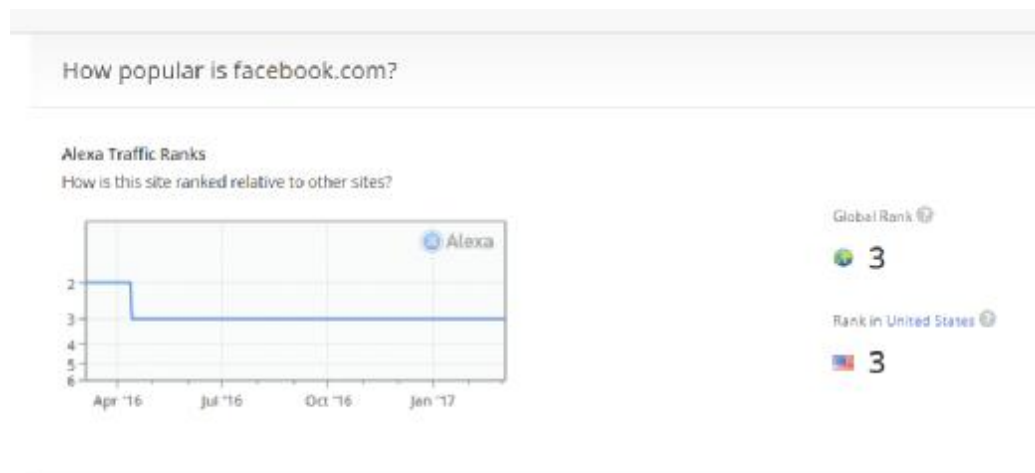 How popular is facebook.com?
Alexa Traffic Ranks
How is this site ranked relative to other sites?
Alexa
2
3
4
5
6
Apr '16 Jul '16 Oct '16 Jan '17
Global Rank
3
Rank in United States
3